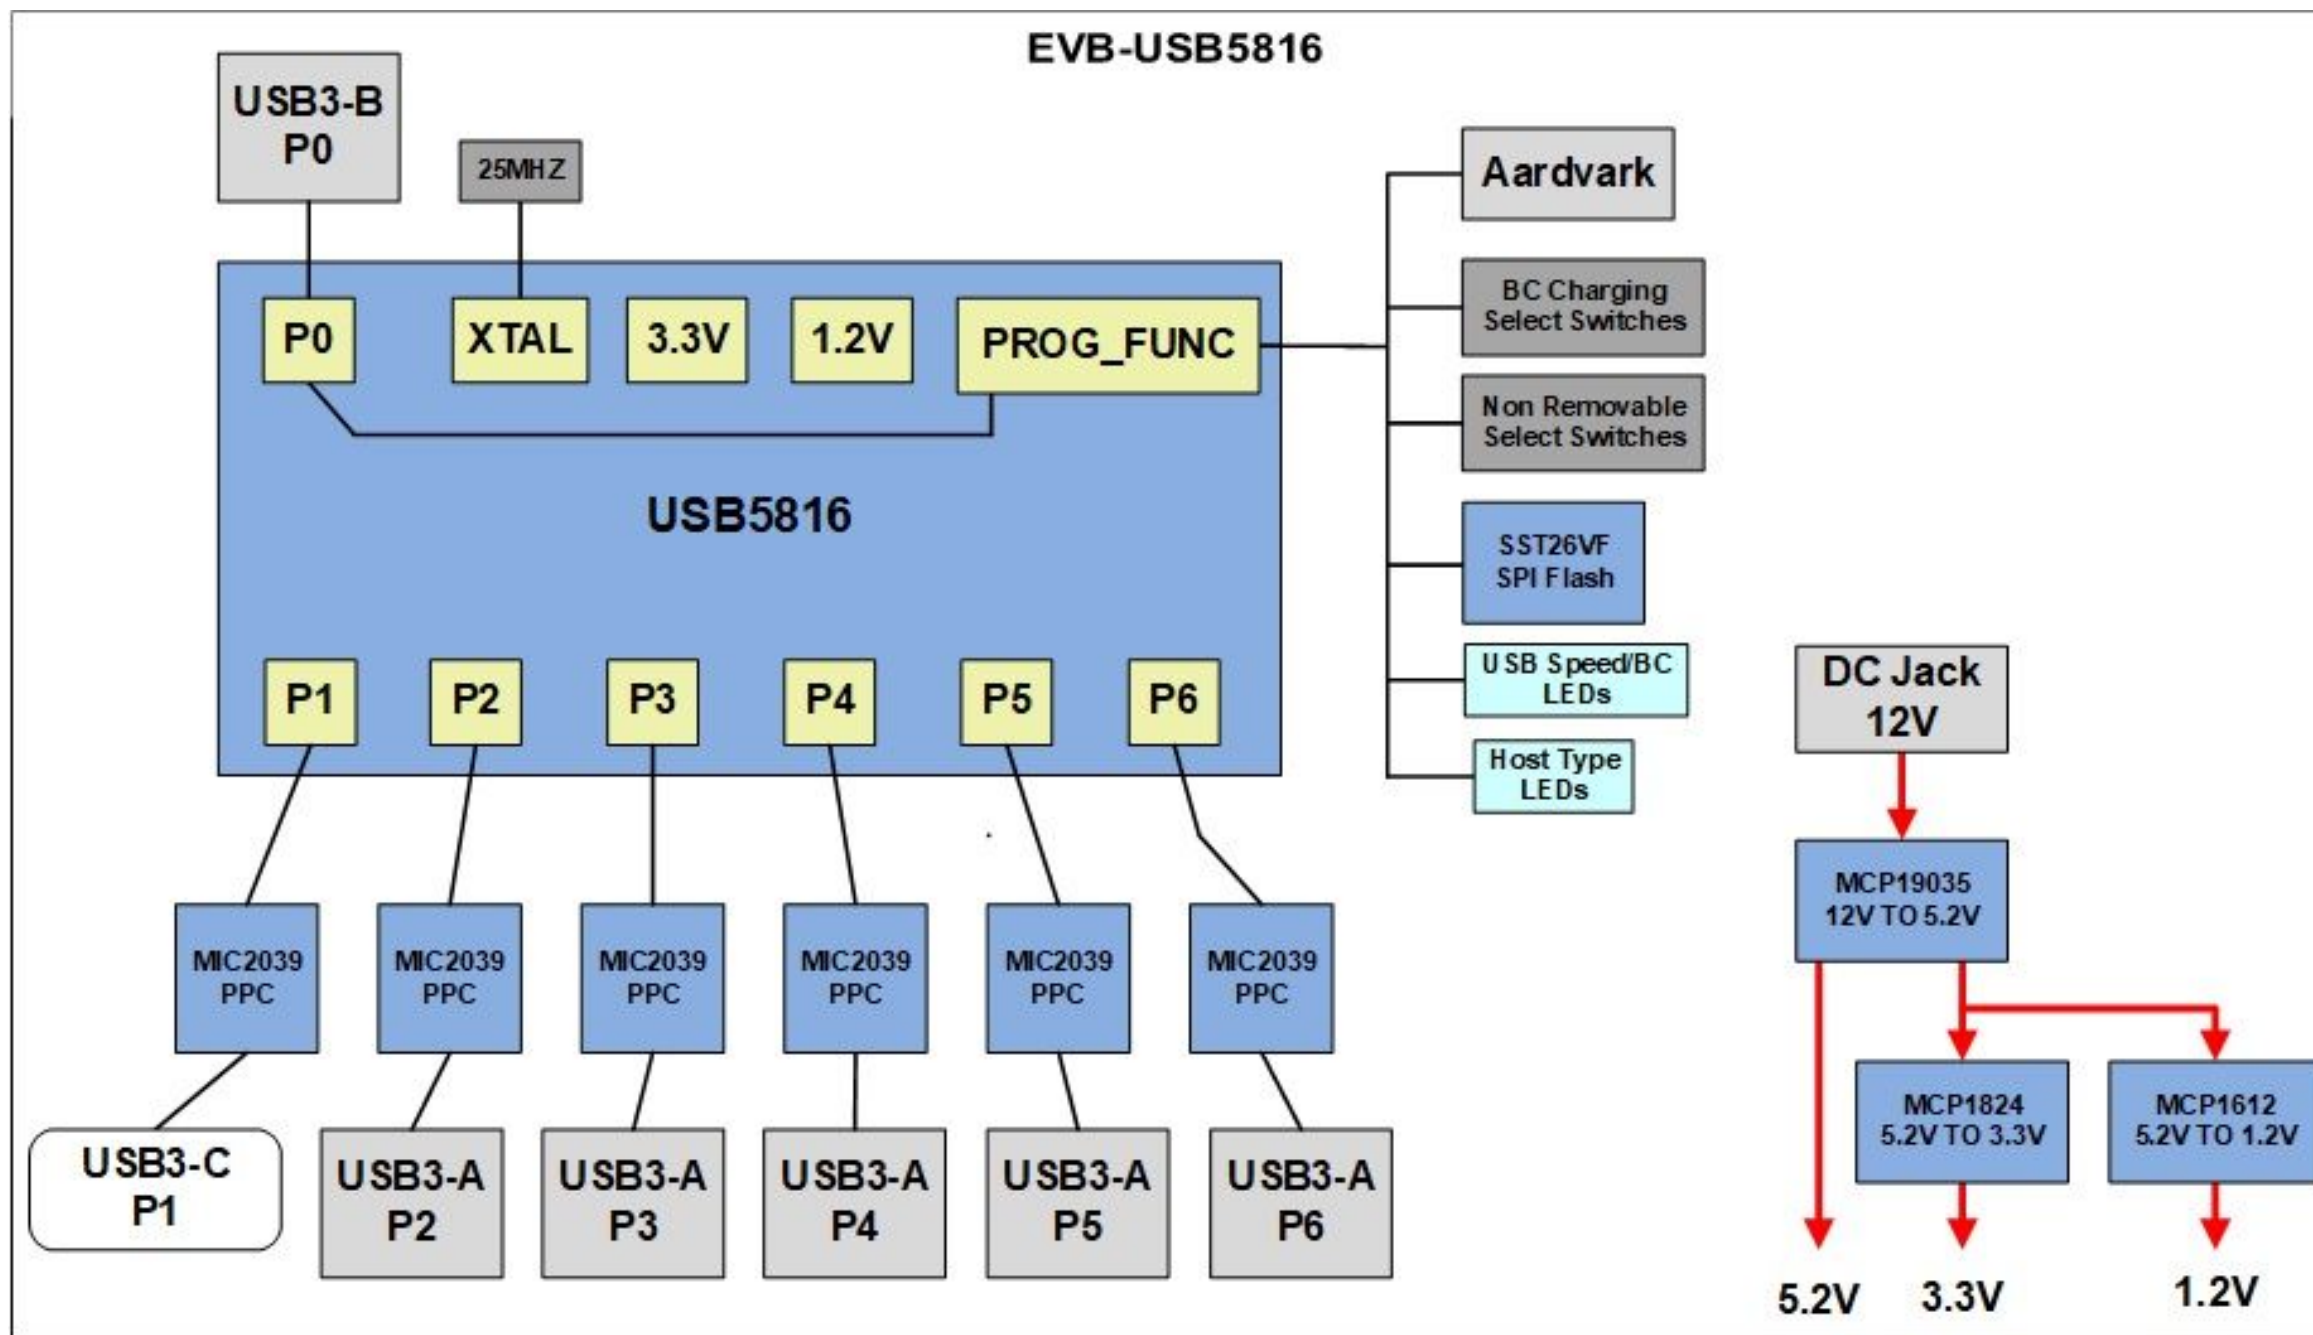 EVB-USB5816
USB3-B
P0
25MHZ
Aardvark
BC Charging
Select Switches
P0
XTAL
3.3V
1.2V
PROG_FUNC
Non Removable
Select Switches
USB5816
SST26VF
SPI Flash
USB Speed/BC
LEDs
Host Type
LEDs
P1
P2
P3
P4
P5
P6
DC Jack
12V
MCP19035
12V TO 5.2V
MIC2039
PPC
MIC2039
PPC
MIC2039
PPC
MIC2039
PPC
MIC2039
PPC
MIC2039
PPC
MCP1824
5.2V TO 3.3V
MCP1612
5.2V TO 1.2V
USB3-C
P1
USB3-A
P2
USB3-A
P3
USB3-A
P4
USB3-A
P5
USB3-A
P6
5.2V
3.3V
1.2V